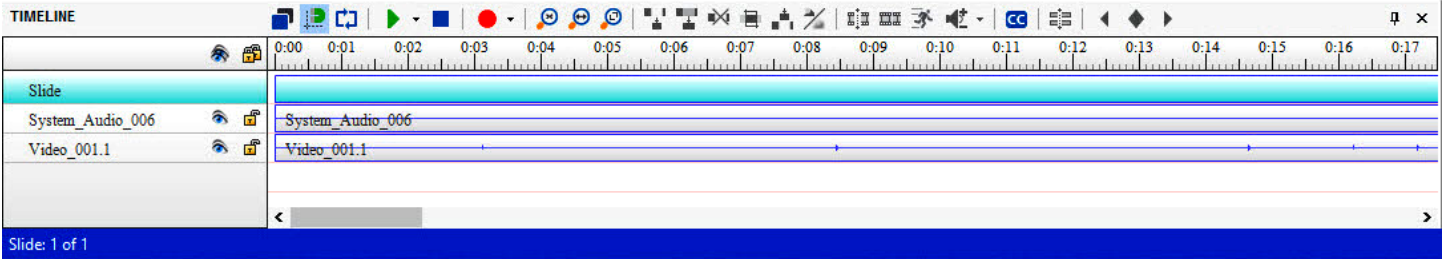 TIMELINE
CC
0:00 0:01 0:02 0:03 0:04 0:05 0:06 0:07 0:08 0:09 0:10 0:11 0:12 0:13 0:14 0:15 0:16 0:17
Slide
System_Audio_006 System_Audio_006
Video_001.1 Video_001.1
Slide: 1 of 1